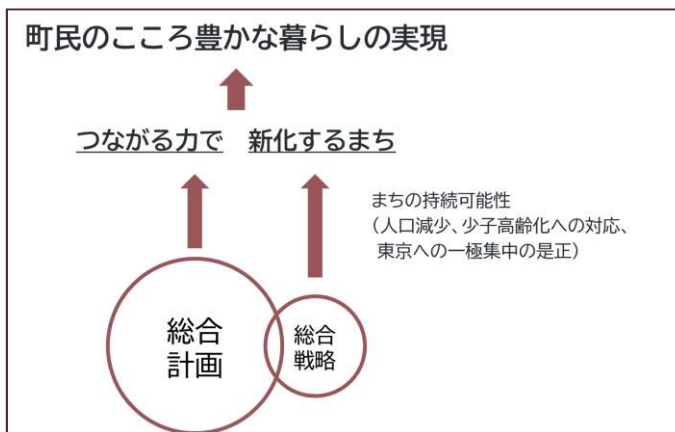 町民のこころ豊かな暮らしの実現
つながる力で 新化するまち
まちの持続可能性
（人口減少、少子高齢化への対応、
東京への一極集中の是正）
総合
計画
総合
戦略